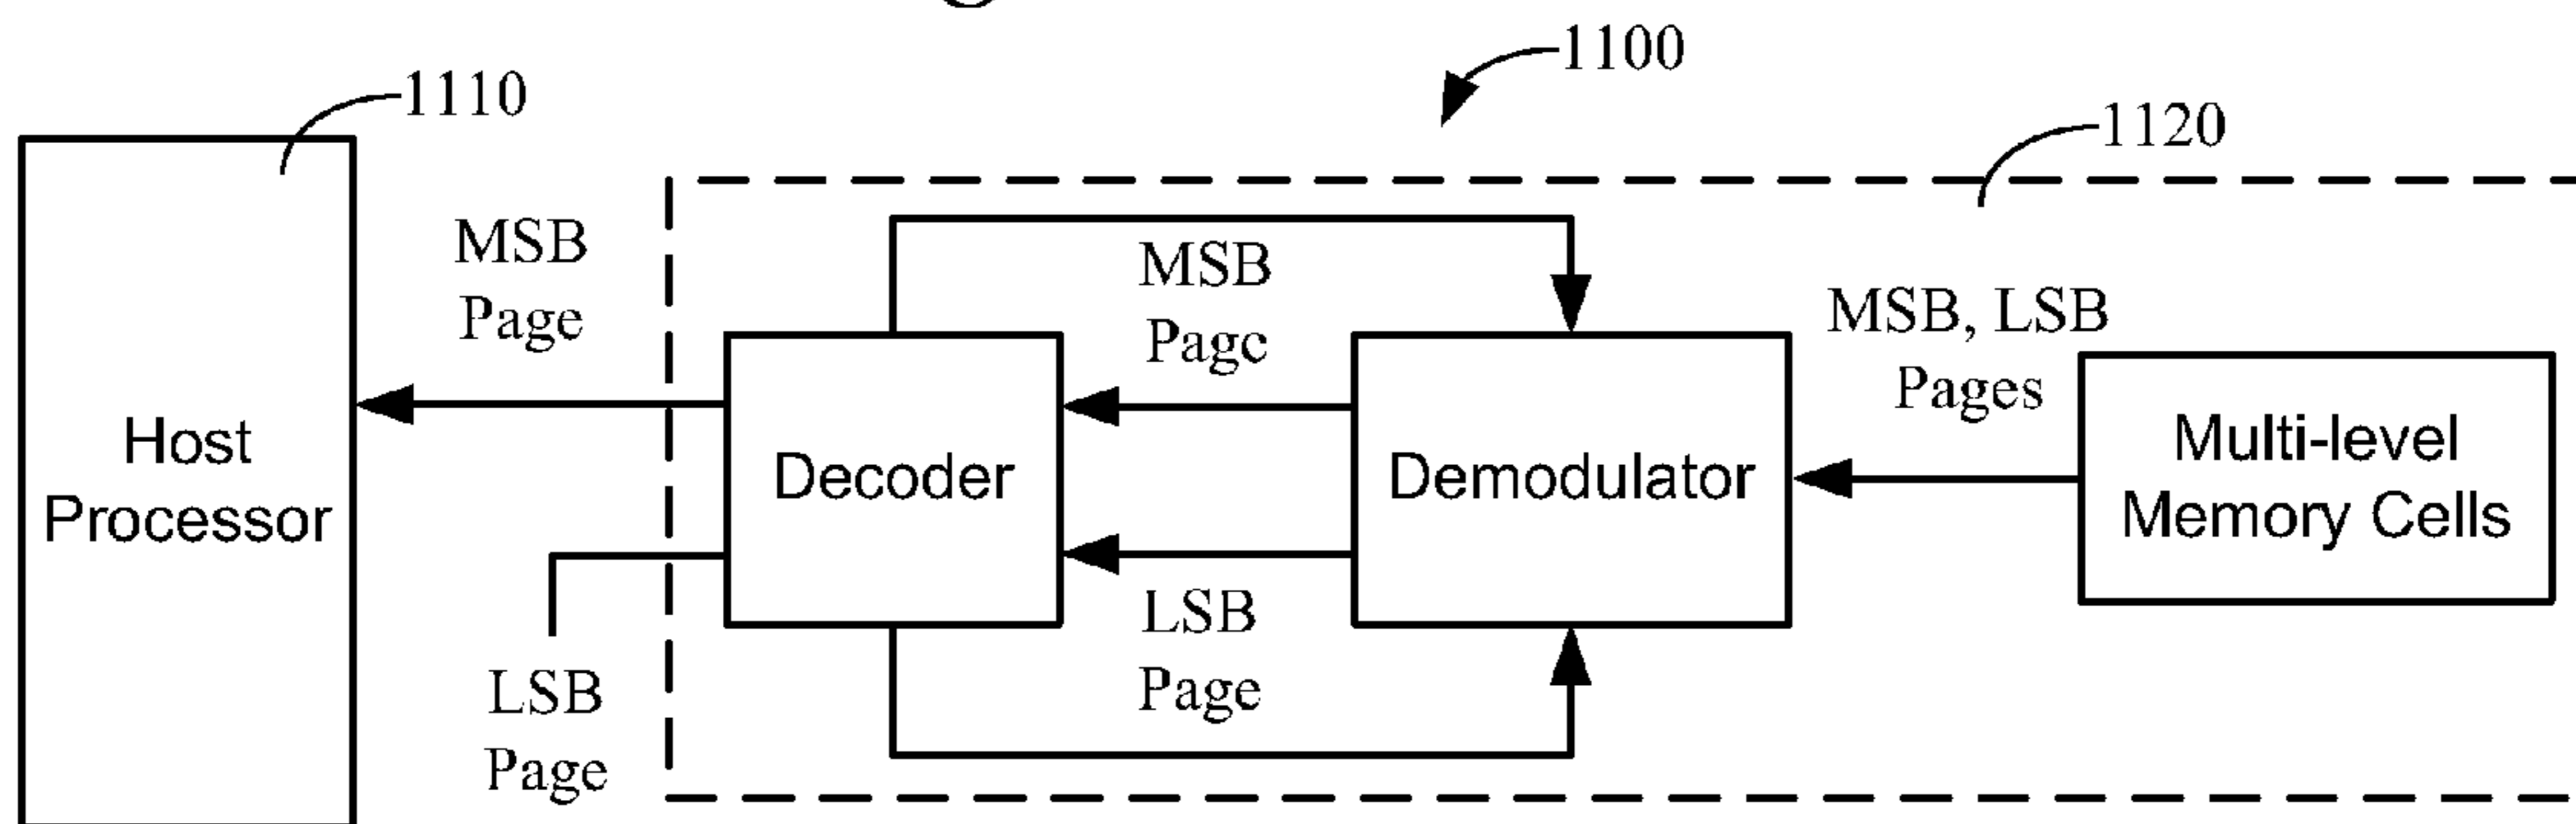 1100
1110
1120
MSB
Page
MSB
Pagc
MSB, LSB
Pages
Host
Processor
Decoder
Demodulator
Multi-level
Memory Cells
LSB
Page
LSB
Page